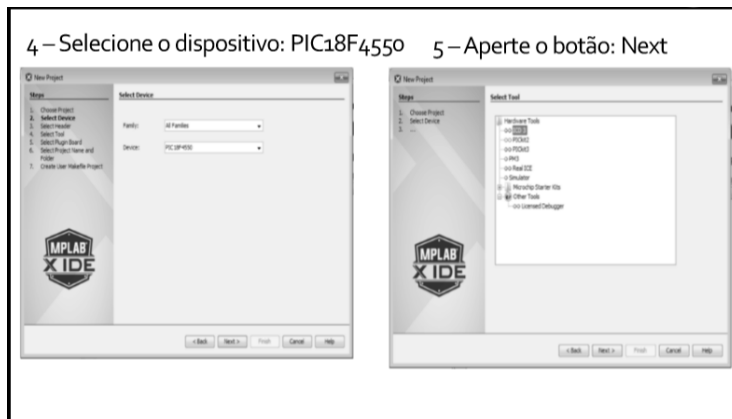 4 – Selecione o dispositivo: PIC18F4550
5 – Aperte o botão: Next
New Project
Steps
1. Choose Project
2. Select Device
3. Select Header
4. Select Tool
5. Select Plugin Board
6. Select Project Name and
Folder
7. Create User Makefile Project
Select Device
Family: All Families
Device: PIC18F4550
MPLAB
X IDE
< Back Next > Finish Cancel Help
New Project
Steps
1. Choose Project
2. Select Device
3. ...
Select Tool
Hardware Tools
PICkit2
PICkit3
PM3
Real ICE
Simulator
Microchip Starter Kits
Other Tools
Licensed Debugger
MPLAB
X IDE
< Back Next > Finish Cancel Help